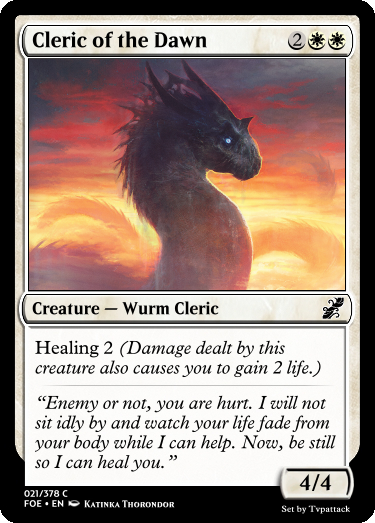 Cleric of the Dawn 2
Creature — Wurm Cleric
Healing 2 (Damage dealt by this
creature also causes you to gain 2 life.)
“Enemy or not, you are hurt. I will not
sit idly by and watch your life fade from
your body while I can help. Now, be still
so I can heal you.”
4/4
021/378 C
FOE • EN Katinka Thorondor
Set by Tvpattack